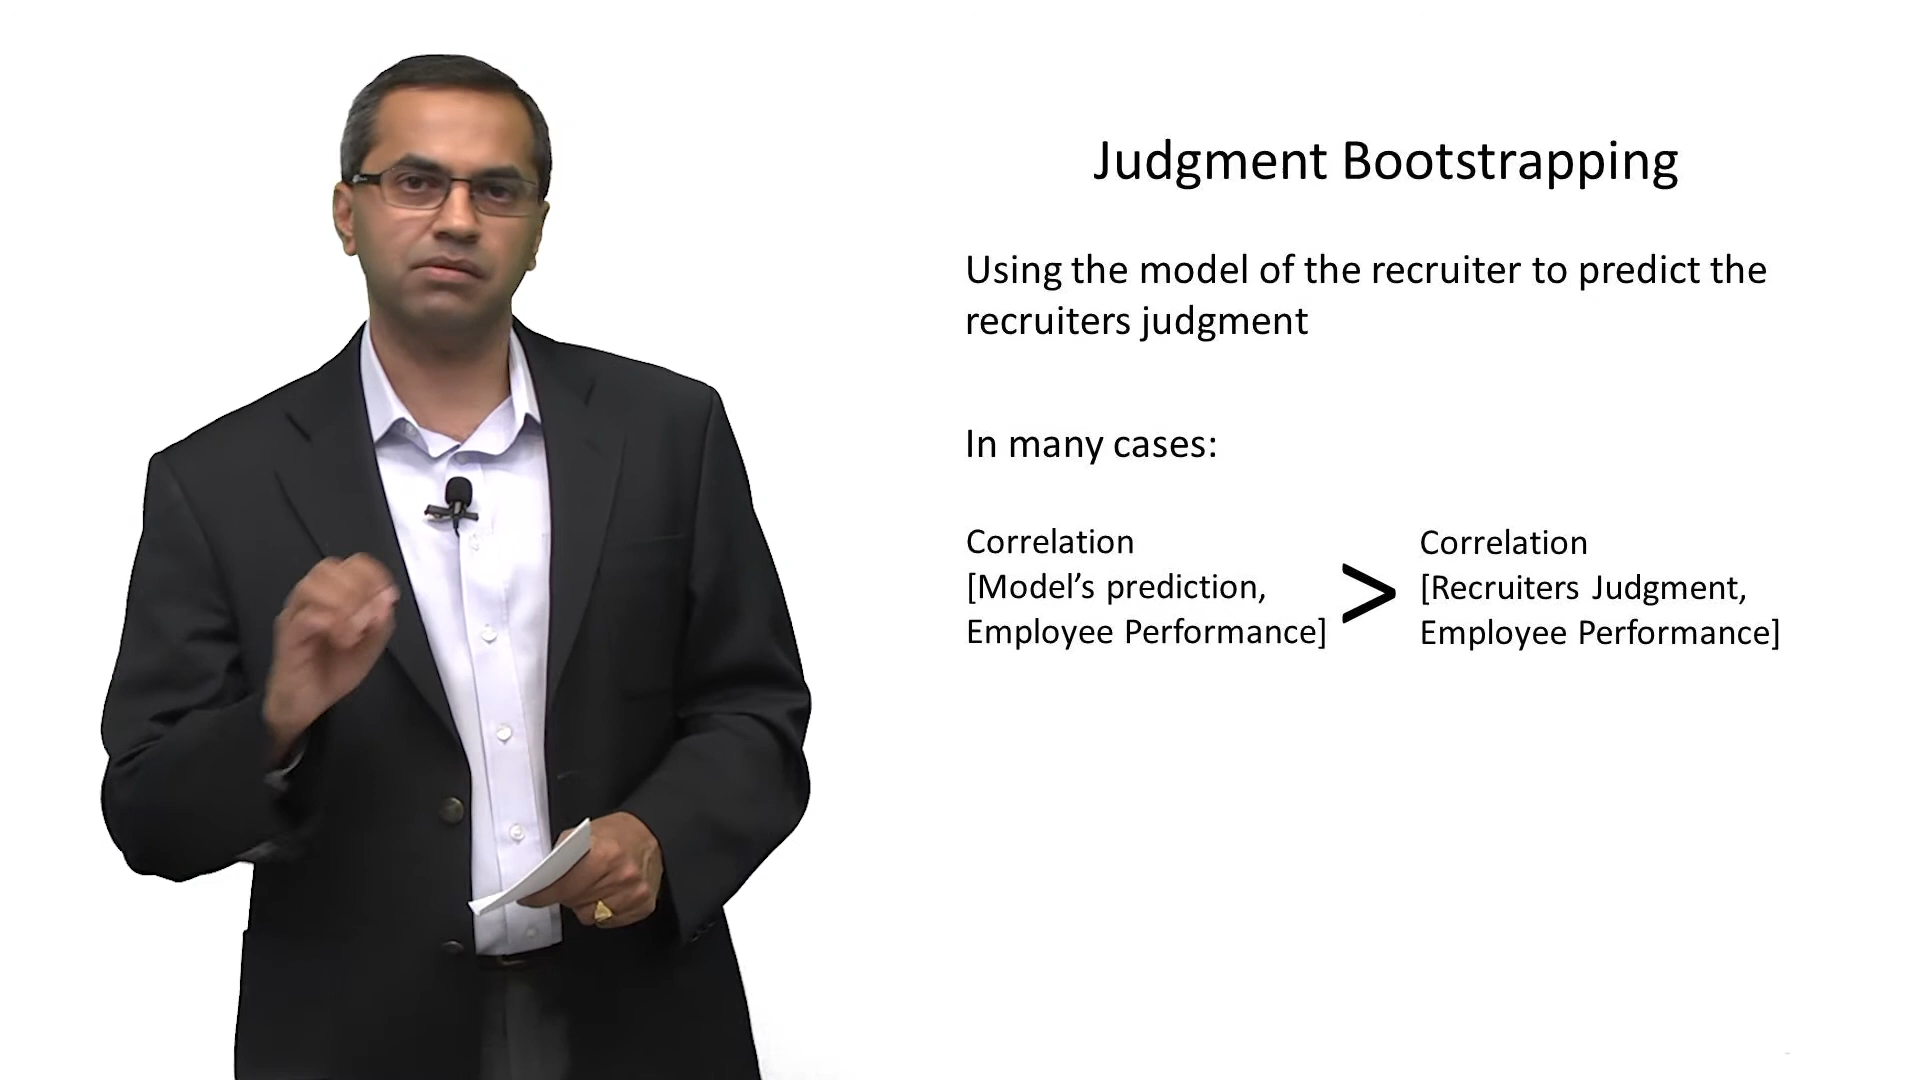 Judgment Bootstrapping
Using the model of the recruiter to predict the
recruiters judgment
In many cases:
Correlation
[Model’s prediction,
Employee Performance]
>
Correlation
[Recruiters Judgment,
Employee Performance]